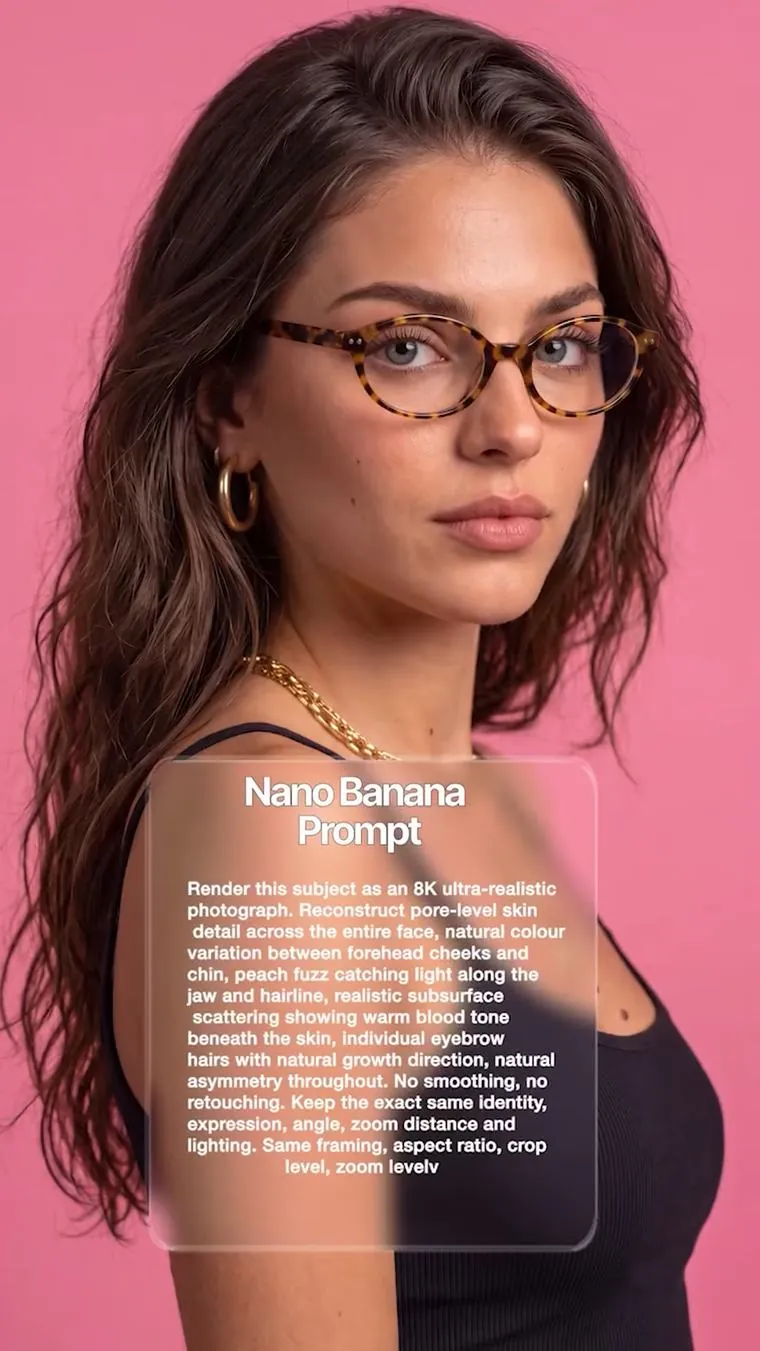 Nano Banana
Prompt
Render this subject as an 8K ultra-realistic
photograph. Reconstruct pore-level skin
detail across the entire face, natural colour
variation between forehead cheeks and
chin, peach fuzz catching light along the
jaw and hairline, realistic subsurface
scattering showing warm blood tone
beneath the skin, individual eyebrow
hairs with natural growth direction, natural
asymmetry throughout. No smoothing, no
retouching. Keep the exact same identity,
expression, angle, zoom distance and
lighting. Same framing, aspect ratio, crop
level, zoom levelv